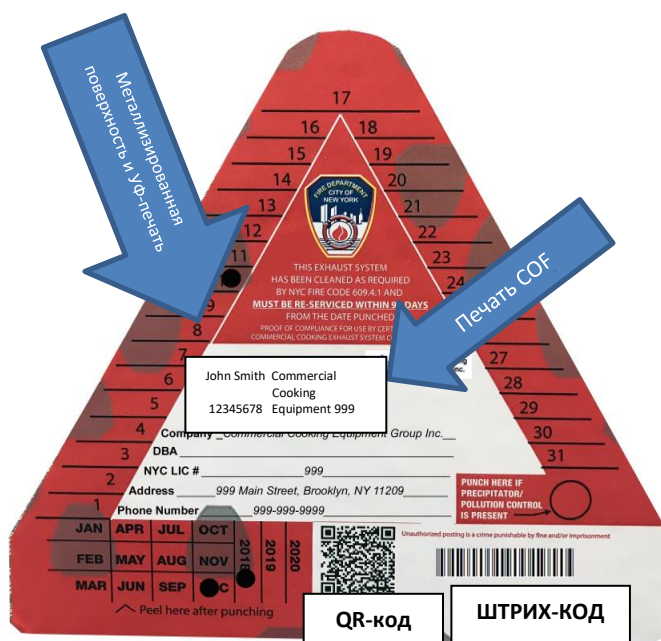 Металлизированная
поверхность и УФ-печать
17
16
18
15
19
14
20
13
21
12
22
11
23
24
9
8
7
27
6
28
5
29
4
30
3
31
2
1
FIRE DEPARTMENT
CITY OF
NEW YORK
THIS EXHAUST SYSTEM
HAS BEEN CLEANED AS REQUIRED
BY NYC FIRE CODE 609.4.1 AND
MUST BE RE-SERVICED WITHIN 9 DAYS
FROM THE DATE PUNCHED
PROOF OF COMPLIANCE FOR USE BY CERT
COMMERCIAL COOKING EXHAUST SYSTEM C
Печать COF
nc.
John Smith Commercial
Cooking
12345678 Equipment 999
Company _Commercial Cooking Equipment Group Inc.__
DBA
NYC LIC # 999
Address 999 Main Street, Brooklyn, NY 11209
Phone Number 999-999-9999
PUNCH HERE IF
PRECIPITATOR/
POLLUTION CONTROL
IS PRESENT
JAN APR JUL OCT
FEB MAY AUG NOV
MAR JUN SEP C
2018
2019
2020
Peel here after punching
Unauthorized posting is a crime punishable by fine and/or imprisonment
QR-код
ШТРИХ-КОД